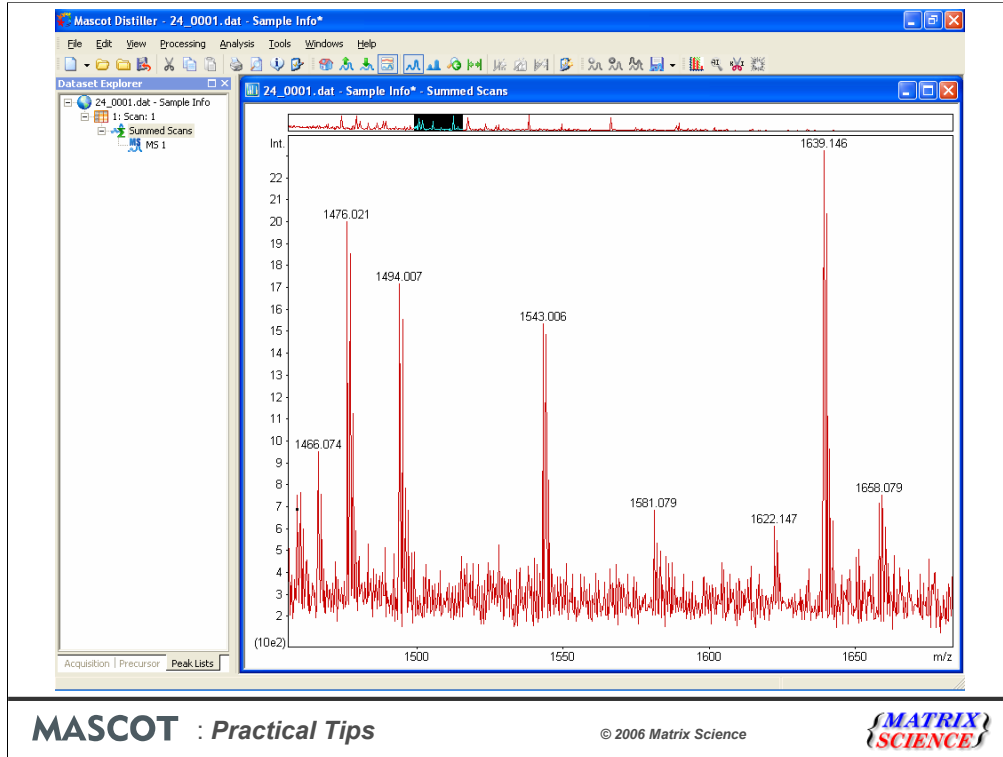 Mascot Distiller - 24_0001.dat - Sample Info*
File Edit View Processing Analysis Tools Windows Help
Dataset Explorer
24_0001.dat - Sample Info
1: Scan: 1
Summed Scans
MS 1
Acquisition Precursor Peak Lists
24_0001.dat - Sample Info* - Summed Scans
Int.
22
21
20
19
18
17
16
15
14
13
12
11
10
9
8
7
6
5
4
3
2
(10e2)
1466.074
1476.021
1494.007
1543.006
1581.079
1622.147
1639.146
1658.079
1500 1550 1600 1650 m/z
MASCOT : Practical Tips
© 2006 Matrix Science
{MATRIX
{SCIENCE}